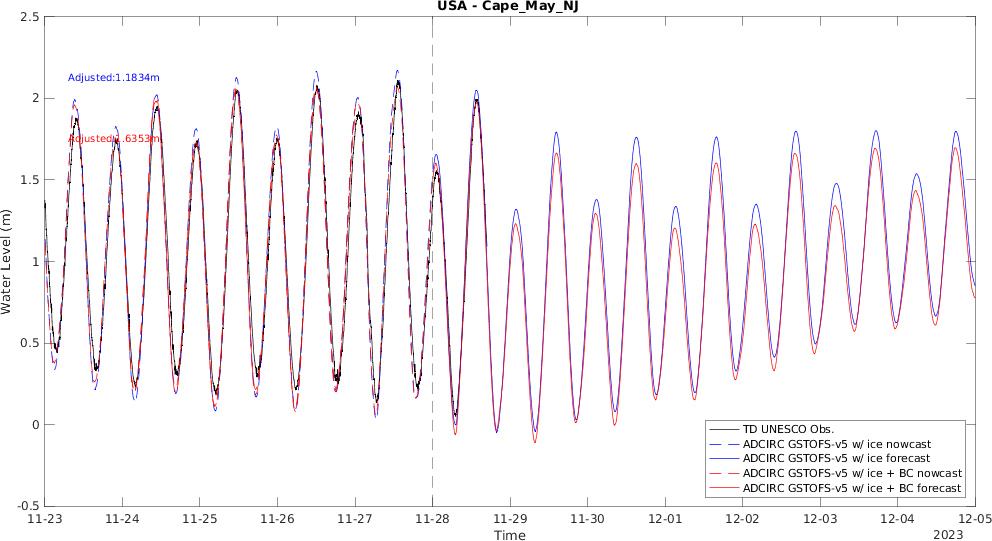 USA - Cape_May_NJ
2.5
2
1.5
1
0.5
0
-0.5
Water Level (m)
Adjusted:1.1834m
Adjusted:1.6353m
TD UNESCO Obs.
ADCIRC GSTOFS-v5 w/ ice nowcast
ADCIRC GSTOFS-v5 w/ ice forecast
ADCIRC GSTOFS-v5 w/ ice + BC nowcast
ADCIRC GSTOFS-v5 w/ ice + BC forecast
11-23 11-24 11-25 11-26 11-27 11-28 11-29 11-30 12-01 12-02 12-03 12-04 12-05
Time
2023